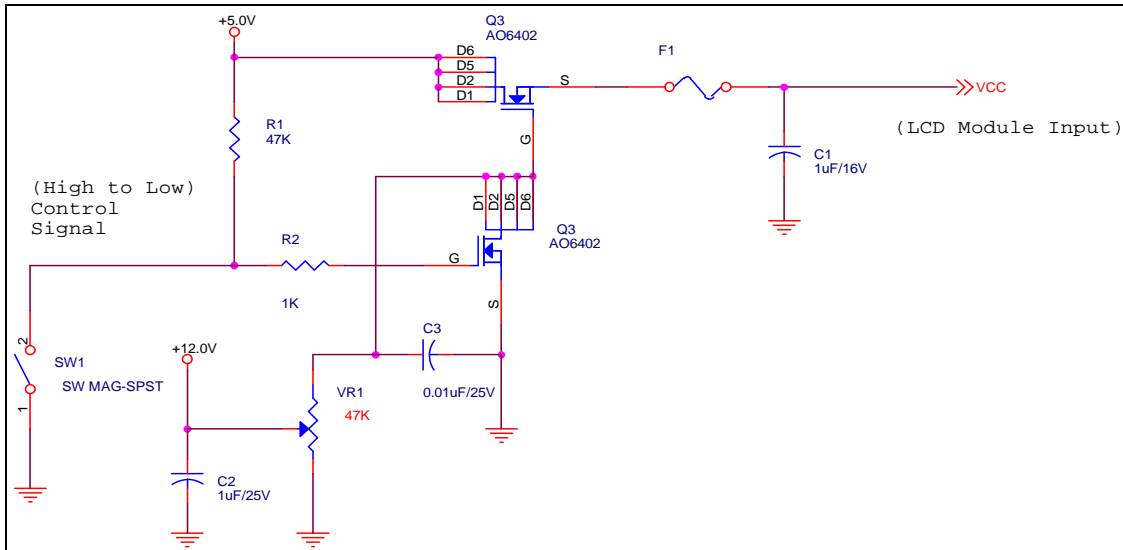 +5.0V
Q3
AO6402
D6
D5
D2
D1
S
G
F1
VCC
(LCD Module Input)
R1
47K
C1
1uF/16V
(High to Low)
Control
Signal
D1
D2
D5
D6
Q3
AO6402
R2
G
1K
S
2
SW1
SW MAG-SPST
1
+12.0V
C3
0.01uF/25V
VR1
47K
C2
1uF/25V